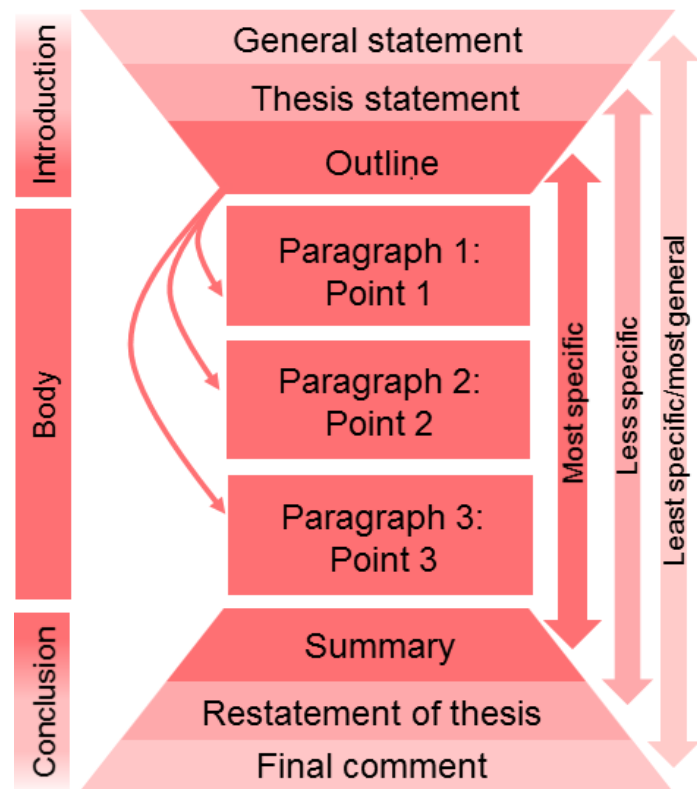 Introduction
General statement
Thesis statement
Outline
Body
Paragraph 1:
Point 1
Paragraph 2:
Point 2
Paragraph 3:
Point 3
Most specific
Less specific
Least specific/most general
Conclusion
Summary
Restatement of thesis
Final comment